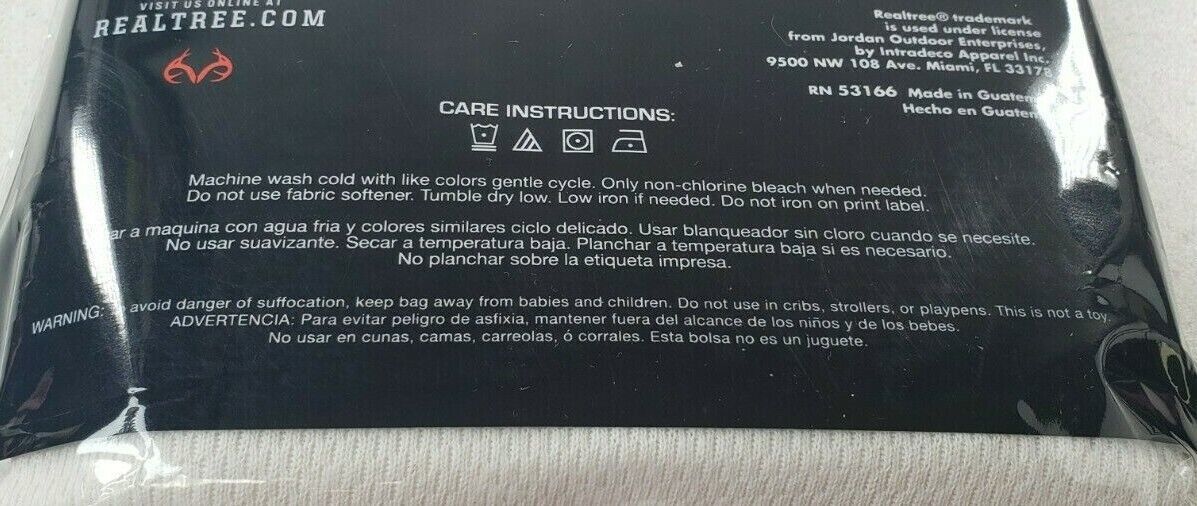 VISIT US ONLINE AT
REALTREE.COM
Realtree® trademark
is used under license
from Jordan Outdoor Enterprises,
by Intradeco Apparel Inc.
9500 NW 108 Ave. Miami, FL 33178
RN 53166 Made in
Hecho en
CARE INSTRUCTIONS:
Machine wash cold with like colors gentle cycle. Only non-chlorine bleach when needed.
Do not use fabric softener. Tumble dry low. Low iron if needed. Do not iron on print label.
a maquina con agua fria y colores similares ciclo delicado. Usar blanqueador sin cloro cuando se necesite.
No usar suavizante. Secar a temperatura baja. Planchar a temperatura baja si es necesario.
No planchar sobre la etiqueta impresa.
WARNING: avoid danger of suffocation, keep bag away from babies and children. Do not use in cribs, strollers, or playpens. This is not a toy.
ADVERTENCIA: Para evitar peligro de asfixia, mantener fuera del alcance de los niños y de los bebes.
No usar en cunas, camas, carreolas, ó corrales. Esta bolsa no es un juguete.